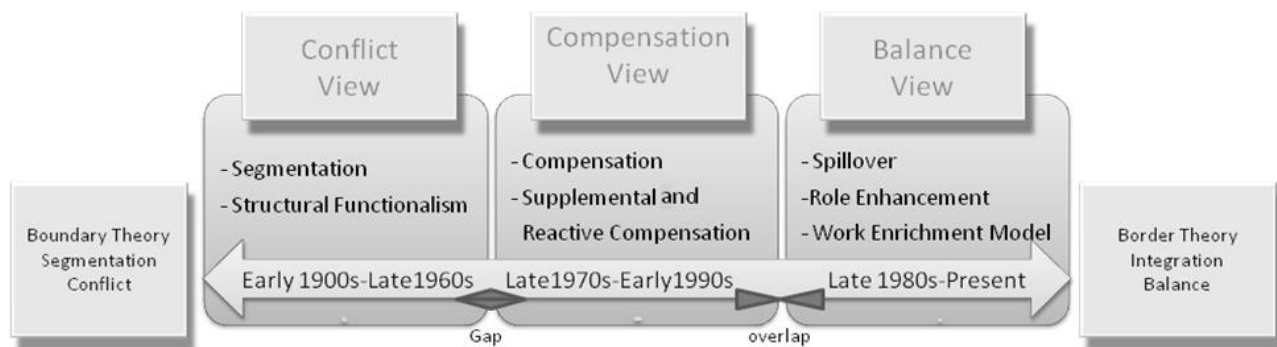 Conflict
View
Compensation
View
Balance
View
- Segmentation
- Structural Functionalism
- Compensation
- Supplemental and
Reactive Compensation
- Spillover
-Role Enhancement
- Work Enrichment Model
Boundary Theory
Segmentation
Conflict
Border Theory
Integration
Balance
Early 1900s-Late1960s
Late1970s-Early1990s
Late 1980s-Present
Gap
overlap